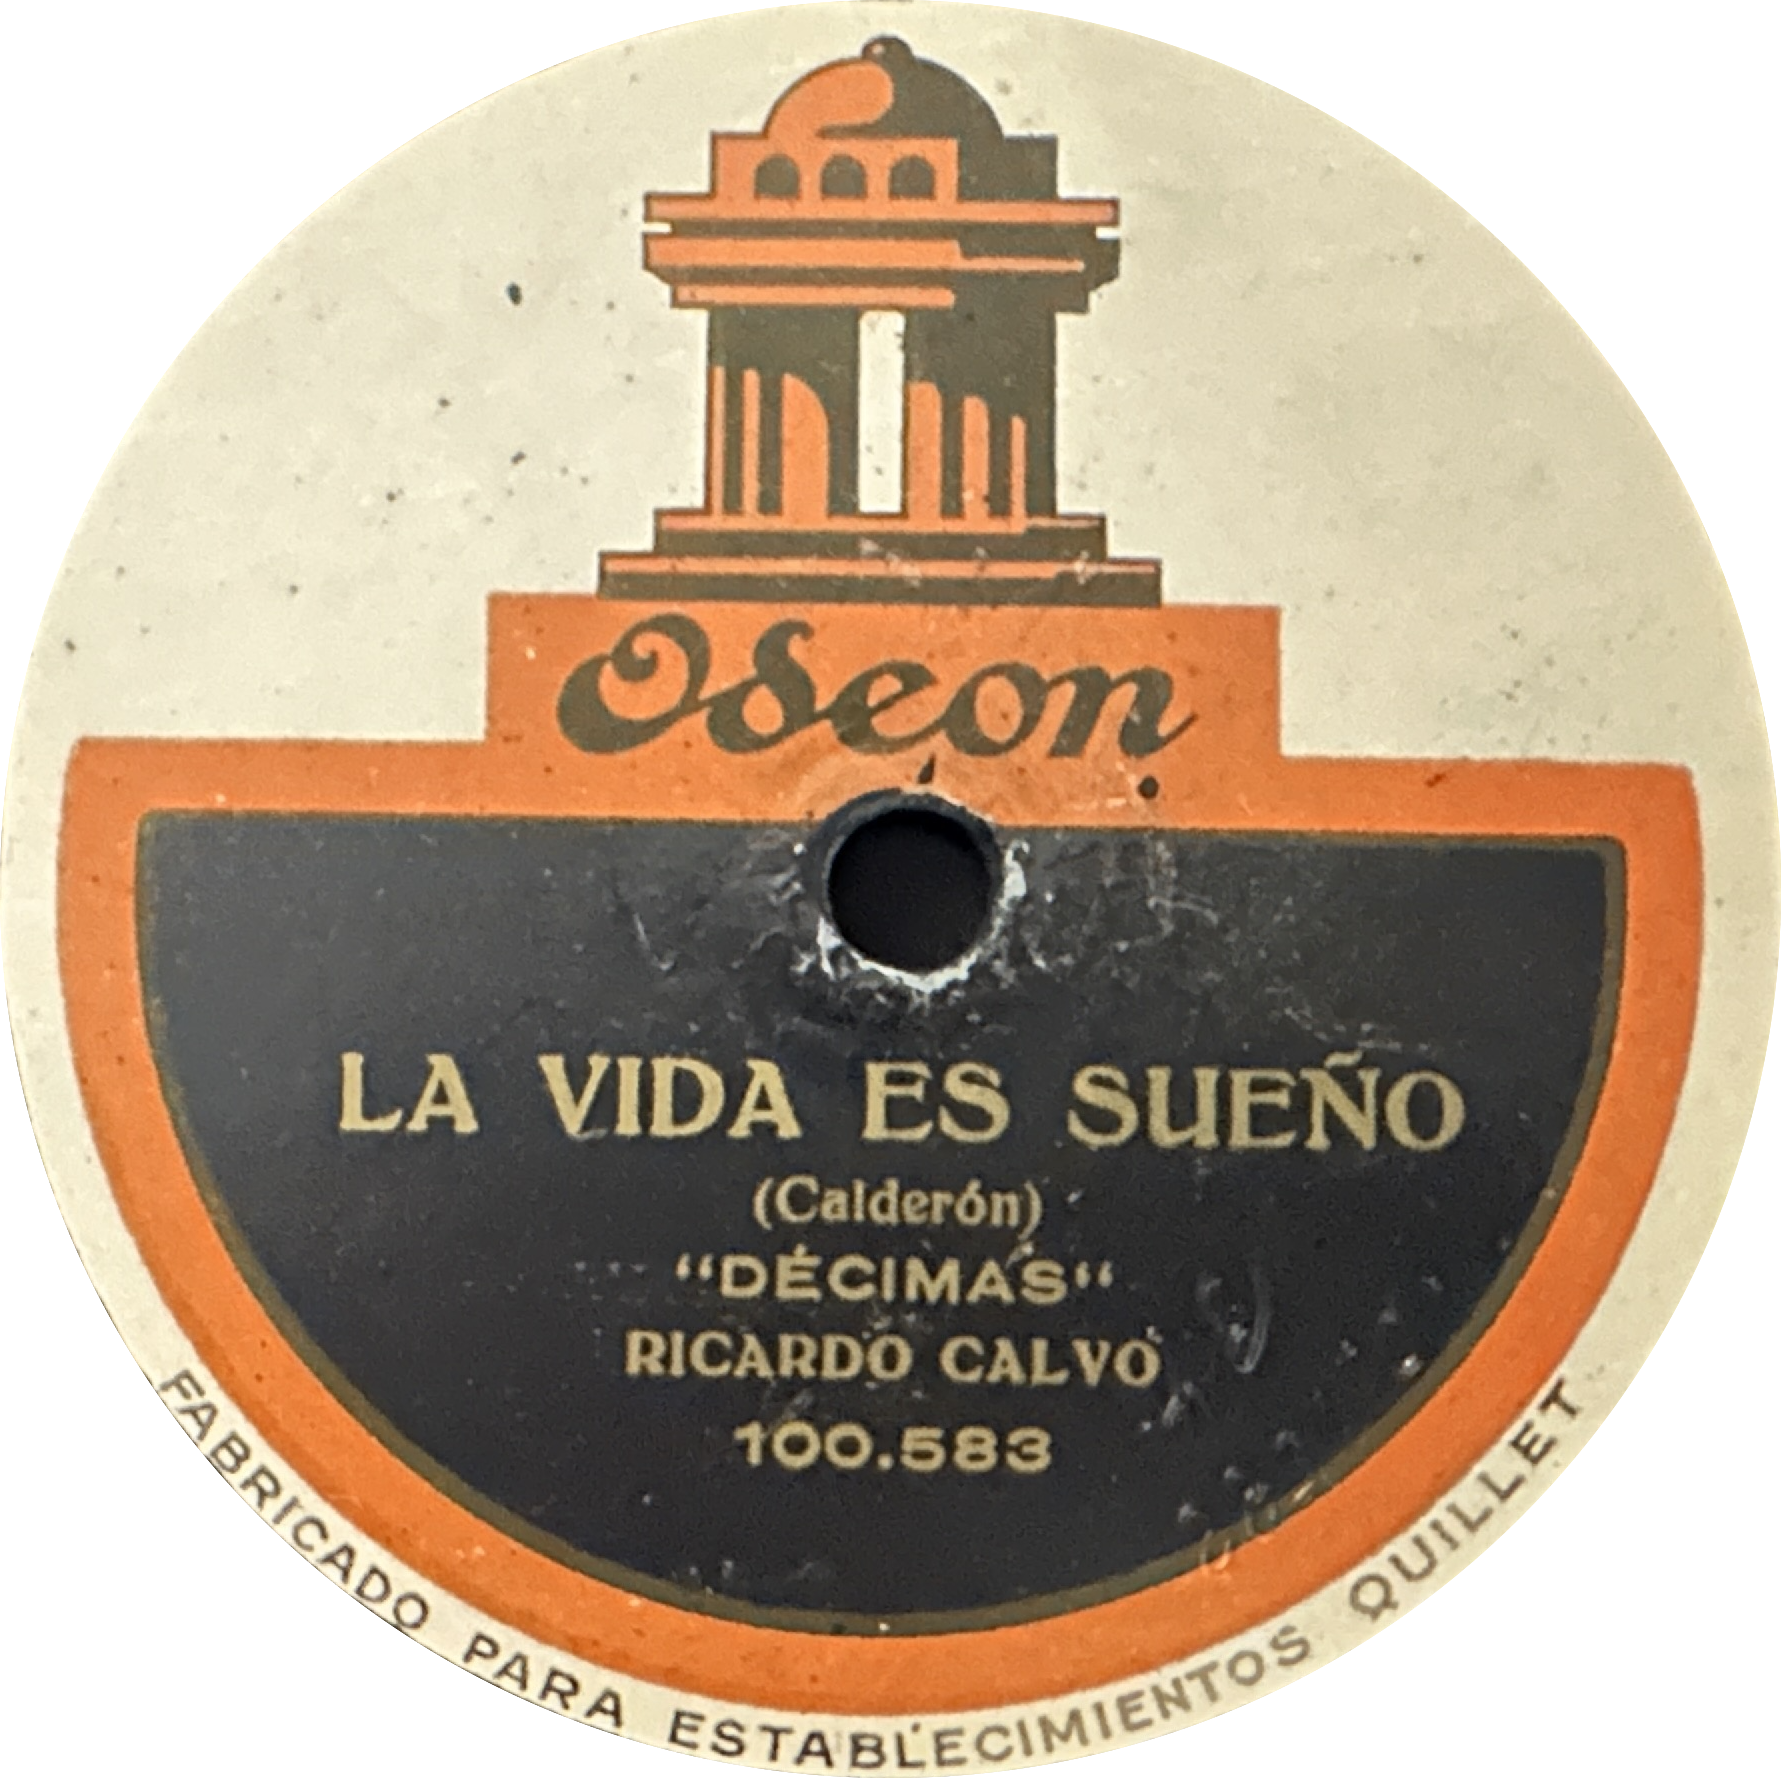 Odeon
LA VIDA ES SUEÑO
(Calderón)
"DÉCIMAS"
RICARDO CALVO
100.583
FABRICADO PARA ESTABLECIMIENTOS QUILLET